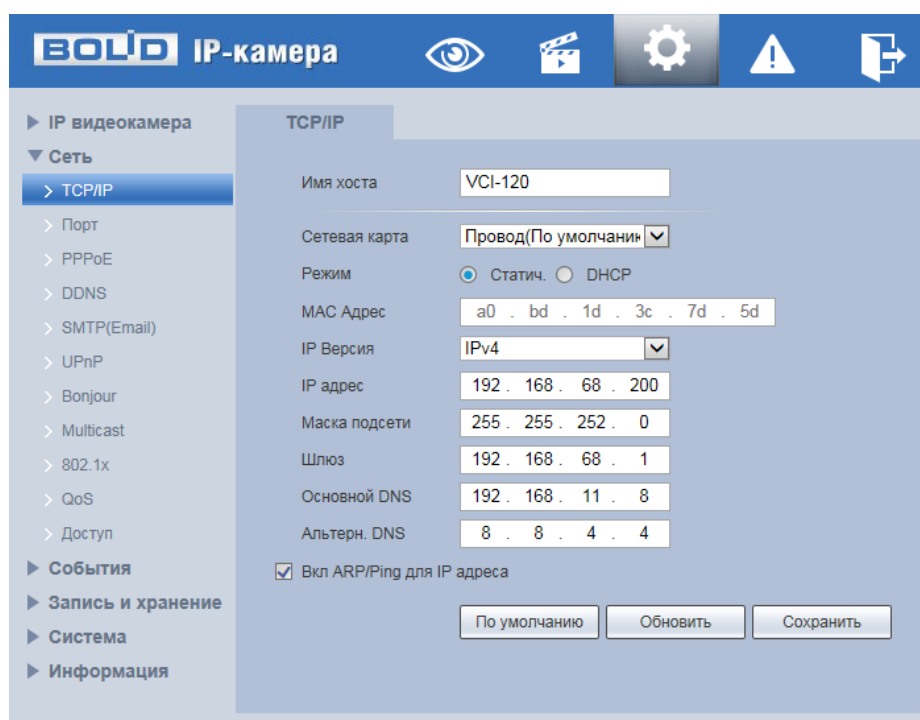 BOLID IP-камера
IP видеокамера
Сеть
TCP/IP
Порт
PPPoE
DDNS
SMTP(Email)
UPnP
Bonjour
Multicast
802.1x
QoS
Доступ
События
Запись и хранение
Система
Информация
TCP/IP
Имя хоста VCI-120
Сетевая карта Провод(По умолчани
Режим Статич. DHCP
MAC Адрес a0 . bd . 1d . 3c . 7d . 5d
IP Версия IPv4
IP адрес 192 . 168 . 68 . 200
Маска подсети 255 . 255 . 252 . 0
Шлюз 192 . 168 . 68 . 1
Основной DNS 192 . 168 . 11 . 8
Альтерн. DNS 8 . 8 . 4 . 4
Вкл ARP/Ping для IP адреса
По умолчанию Обновить Сохранить